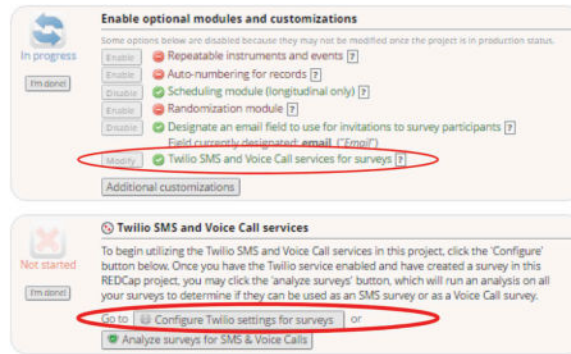 Enable optional modules and customizations
Some options below are disabled because they may not be modified once the project is in production status.
In progress
Enable Repeatable instruments and events [?]
I'm done!
Enable Auto-numbering for records [?]
Disable Scheduling module (longitudinal only) [?]
Enable Randomization module [?]
Disable Designate an email field to use for invitations to survey participants [?]
Field currently designated: email ("Email")
Modify Twilio SMS and Voice Call services for surveys [?]
Additional customizations
Twilio SMS and Voice Call services
Not started
I'm done!
To begin utilizing the Twilio SMS and Voice Call services in this project, click the 'Configure'
button below. Once you have the Twilio service enabled and have created a survey in this
REDCap project, you may click the 'analyze surveys' button, which will run an analysis on all
your surveys to determine if they can be used as an SMS survey or as a Voice Call survey.
Go to Configure Twilio settings for surveys or
Analyze surveys for SMS & Voice Calls